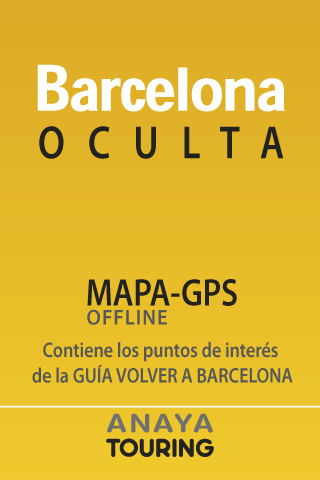 Barcelona
OCULTA
MAPA-GPS
OFFLINE
Contiene los puntos de interés
de la GUÍA VOLVER A BARCELONA
ANAYA
TOURING